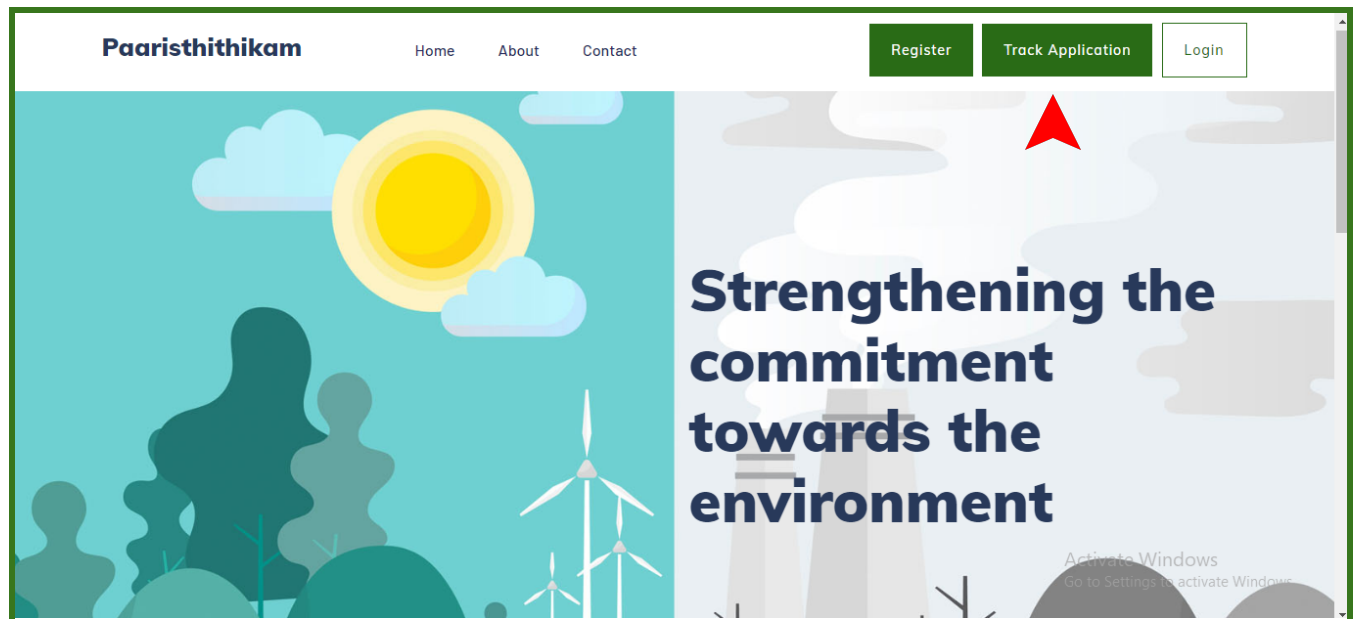 Paaristhithikam
Home About Contact
Register Track Application Login
Strengthening the
commitment
towards the
environment
Activate Windows
Go to Settings to activate Windows.